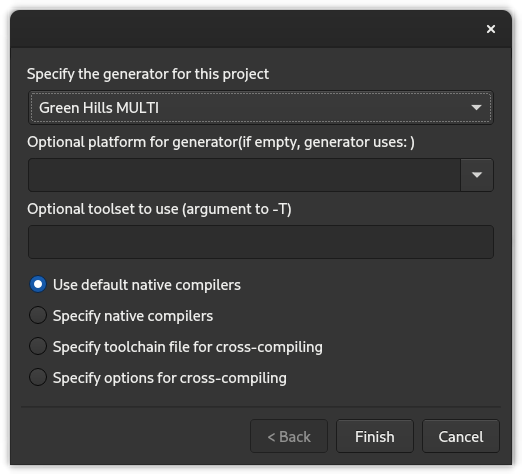 Specify the generator for this project
Green Hills MULTI
Optional platform for generator(if empty, generator uses: )
Optional toolset to use (argument to -T)
Use default native compilers
Specify native compilers
Specify toolchain file for cross-compiling
Specify options for cross-compiling
< Back Finish Cancel